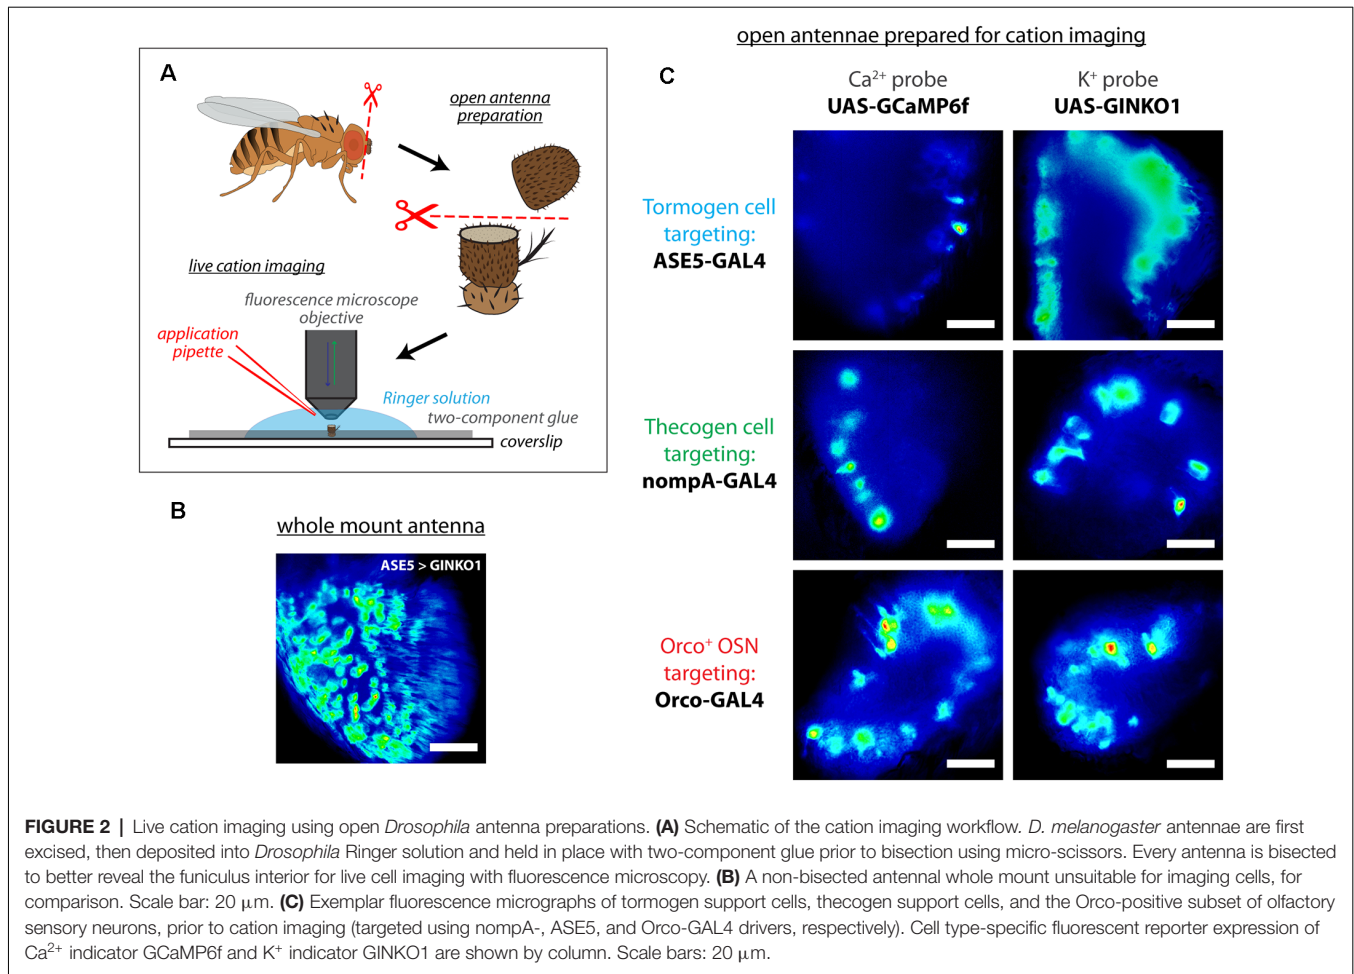 A
open antenna
preparation
live cation imaging
fluorescence microscope
objective
application
pipette
Ringer solution
two-component glue
coverslip
B
whole mount antenna
ASE5 > GINKO1
open antennae prepared for cation imaging
C
Ca²⁺ probe
UAS-GCaMP6f
K⁺ probe
UAS-GINKO1
Tormogen cell
targeting:
ASE5-GAL4
Thecogen cell
targeting:
nompA-GAL4
Orco⁺ OSN
targeting:
Orco-GAL4
FIGURE 2 | Live cation imaging using open Drosophila antenna preparations. (A) Schematic of the cation imaging workflow. D. melanogaster antennae are first
excised, then deposited into Drosophila Ringer solution and held in place with two-component glue prior to bisection using micro-scissors. Every antenna is bisected
to better reveal the funiculus interior for live cell imaging with fluorescence microscopy. (B) A non-bisected antennal whole mount unsuitable for imaging cells, for
comparison. Scale bar: 20 μm. (C) Exemplar fluorescence micrographs of tormogen support cells, thecogen support cells, and the Orco-positive subset of olfactory
sensory neurons, prior to cation imaging (targeted using nompA-, ASE5, and Orco-GAL4 drivers, respectively). Cell type-specific fluorescent reporter expression of
Ca²⁺ indicator GCaMP6f and K⁺ indicator GINKO1 are shown by column. Scale bars: 20 μm.